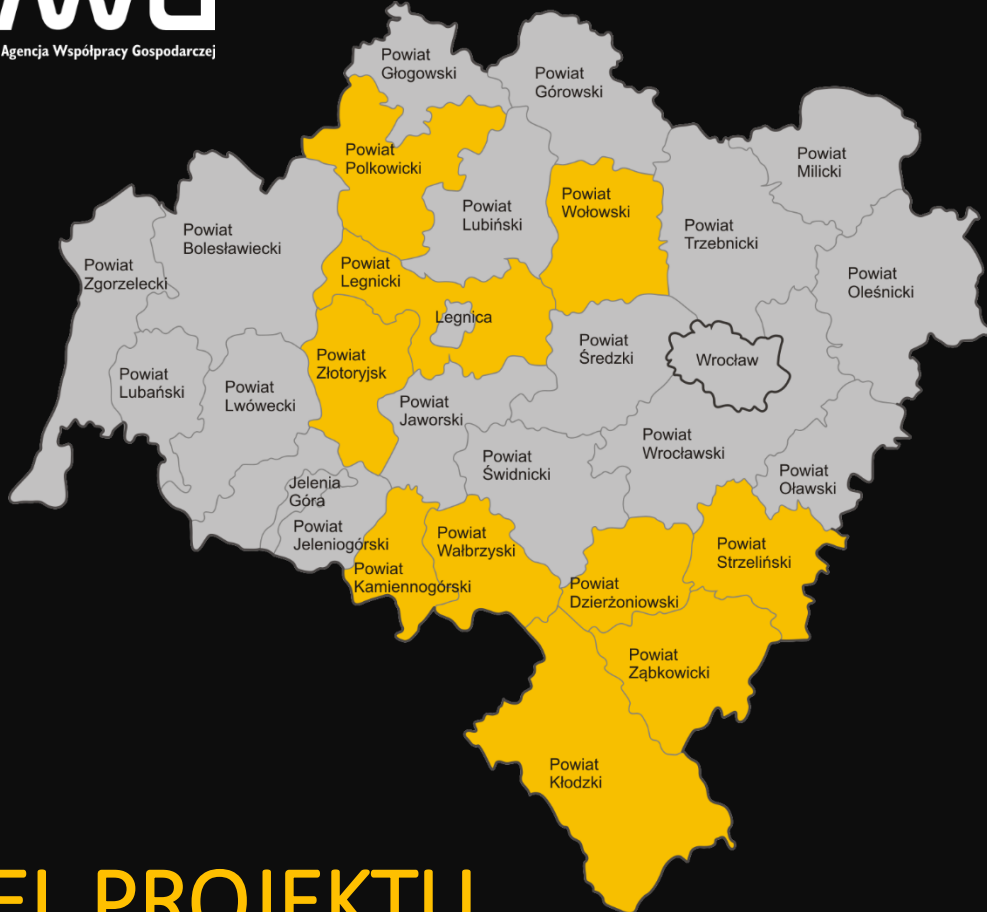 Agencja Współpracy Gospodarczej
Powiat
Głogowski
Powiat
Górowski
Powiat
Polkowicki
Powiat
Milicki
Powiat
Wołowski
Powiat
Lubiński
Powiat
Trzebnicki
Powiat
Bolesławiecki
Powiat
Zgorzelecki
Powiat
Legnicki
Powiat
Oleśnicki
Legnica
Powiat
Średzki
Wrocław
Powiat
Złotoryjsk
Powiat
Lubański
Powiat
Lwówecki
Powiat
Jaworski
Powiat
Wrocławski
Powiat
Świdnicki
Powiat
Oławski
Jelenia
Góra
Powiat
Jeleniogórski
Powiat
Wałbrzyski
Powiat
Strzeliński
Powiat
Kamiennogórski
Powiat
Dzierżoniowski
Powiat
Ząbkowicki
Powiat
Kłodzki
PROJEKTU